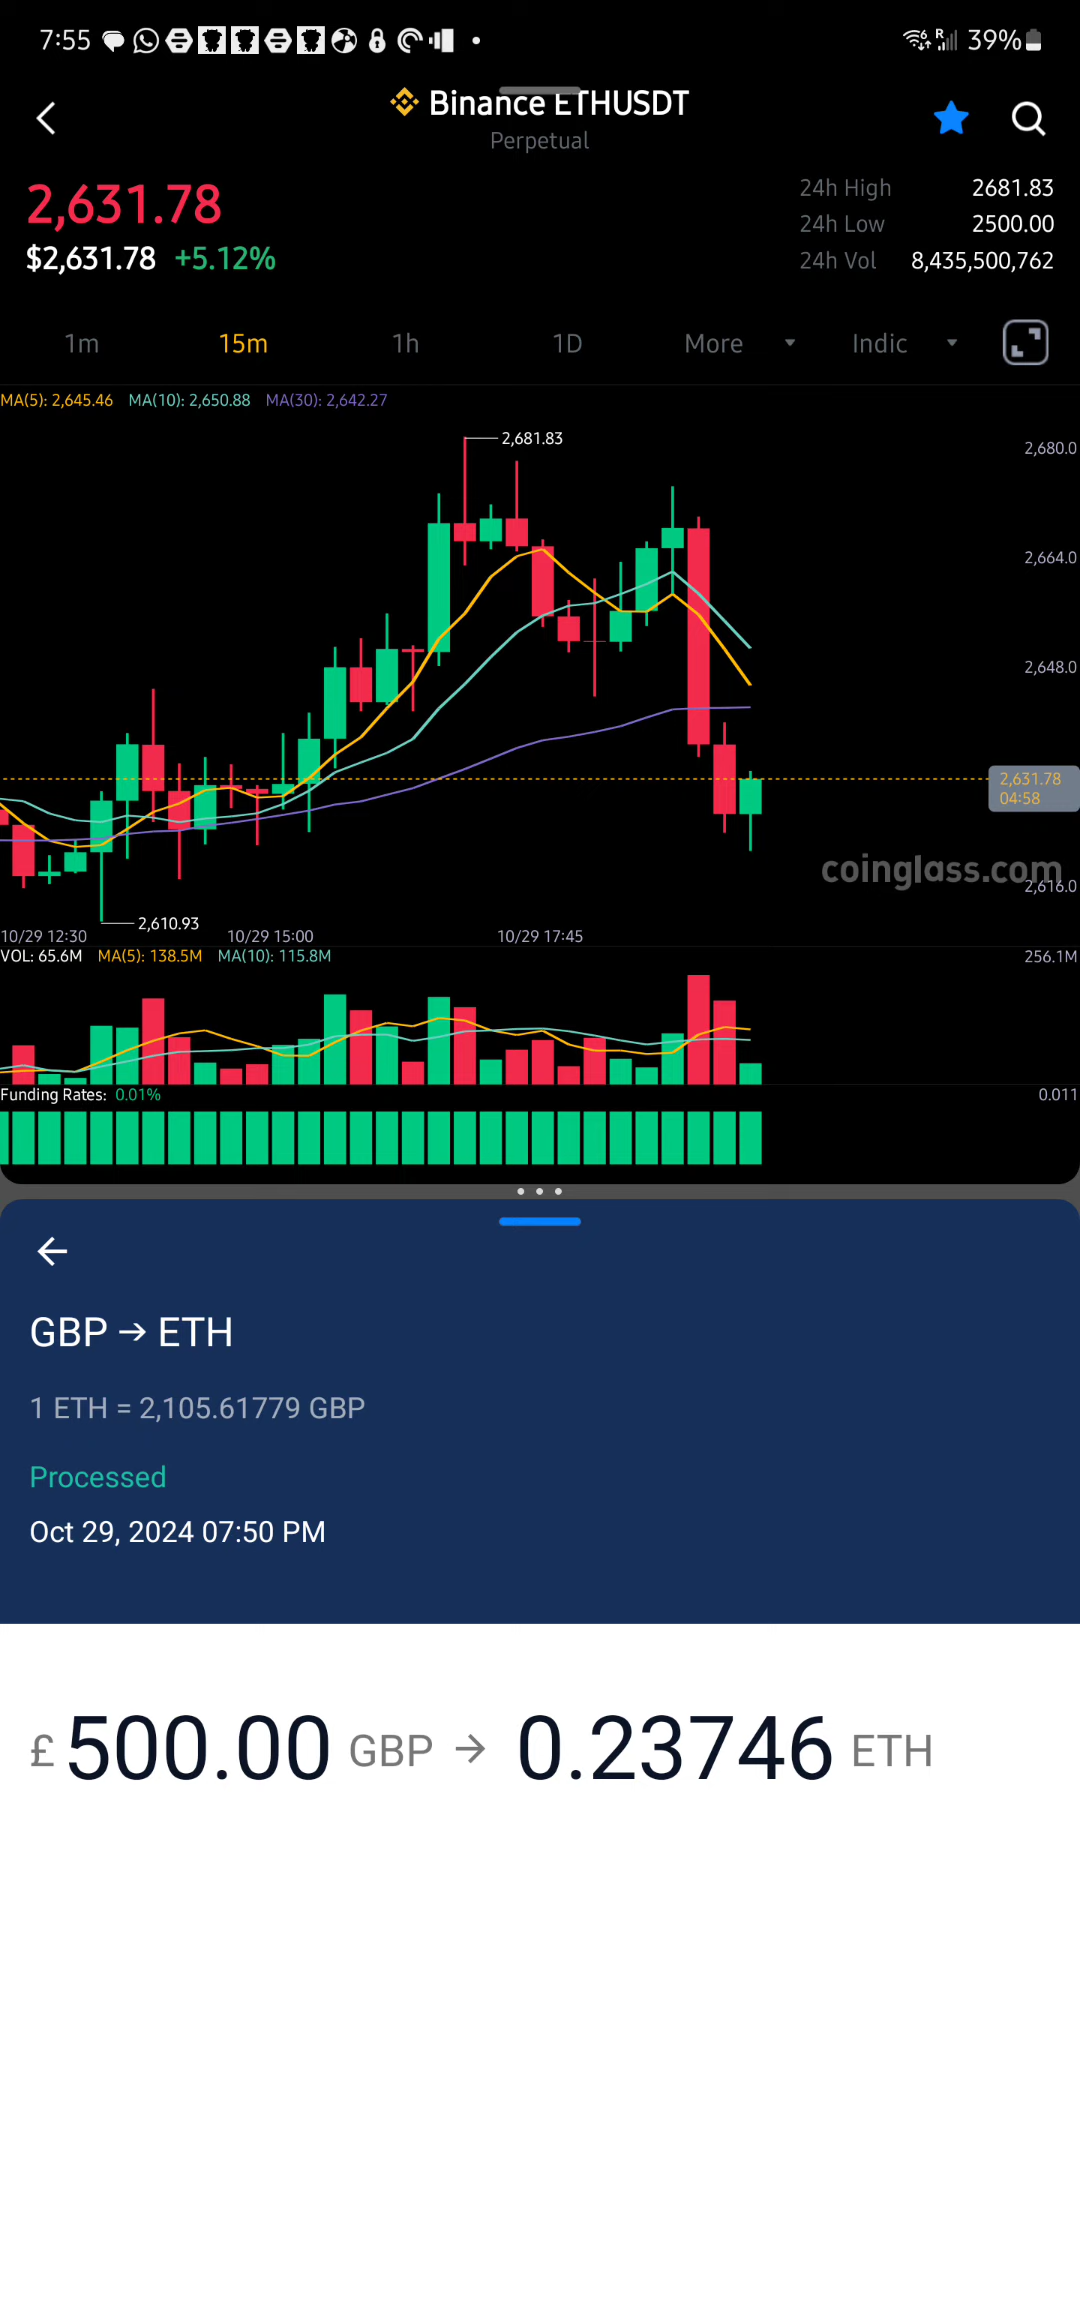 7:55 39%
Binance ETHUSDT
Perpetual
2,631.78
$2,631.78 +5.12%
24h High 2681.83
24h Low 2500.00
24h Vol 8,435,500,762
1m 15m 1h 1D More Indic
MA(5): 2,645.46 MA(10): 2,650.88 MA(30): 2,642.27
2,681.83
2,680.0
2,664.0
2,648.0
2,631.78
04:58
coinglass.com
2,616.0
2,610.93
10/29 12:30 10/29 15:00 10/29 17:45
VOL: 65.6M MA(5): 138.5M MA(10): 115.8M 256.1M
Funding Rates: 0.01% 0.011
GBP → ETH
1 ETH = 2,105.61779 GBP
Processed
Oct 29, 2024 07:50 PM
£ 500.00 GBP → 0.23746 ETH